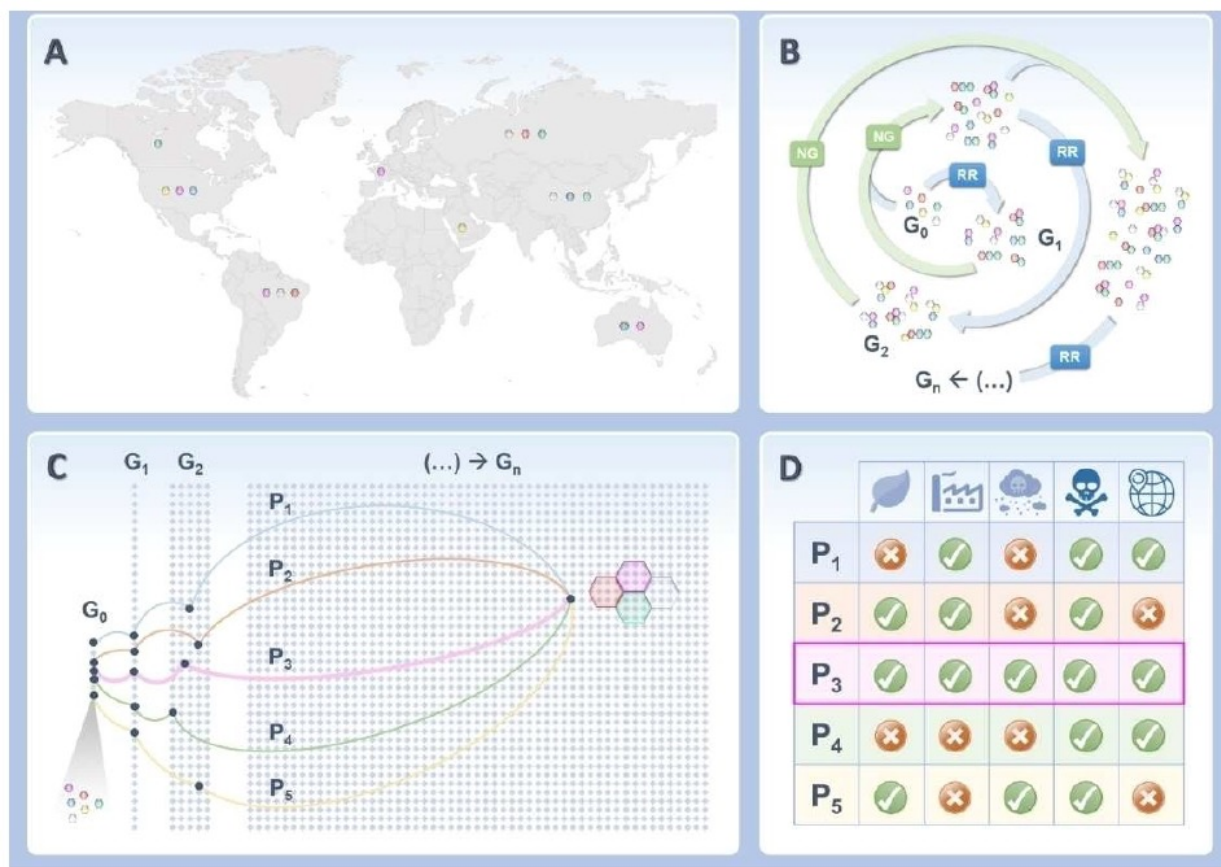 A
B
NG
NG
RR
RR
G₀
G₁
G₂
RR
Gₙ ← (...)
C
G₁ G₂ (...) → Gₙ
P₁
P₂
G₀
P₃
P₄
P₅
D
P₁
P₂
P₃
P₄
P₅